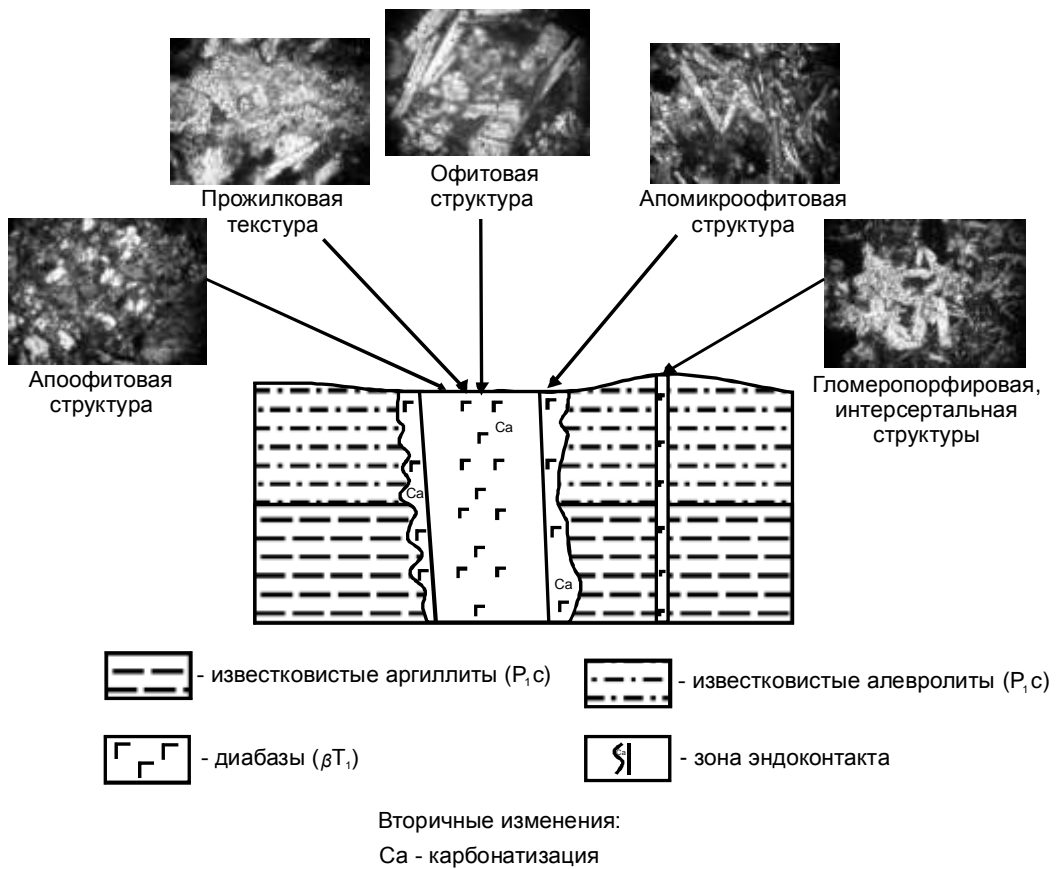 Прожилковая
текстура
Офитовая
структура
Апомикроофитовая
структура
Апоофитовая
структура
Гломеропорфировая,
интерсертальная
структуры
Ca
Ca
Ca
- известковистые аргиллиты (P₁c)
- известковистые алевролиты (P₁c)
- диабазы (βT₁)
Ca
- зона эндоконтакта
Вторичные изменения:
Ca - карбонатизация